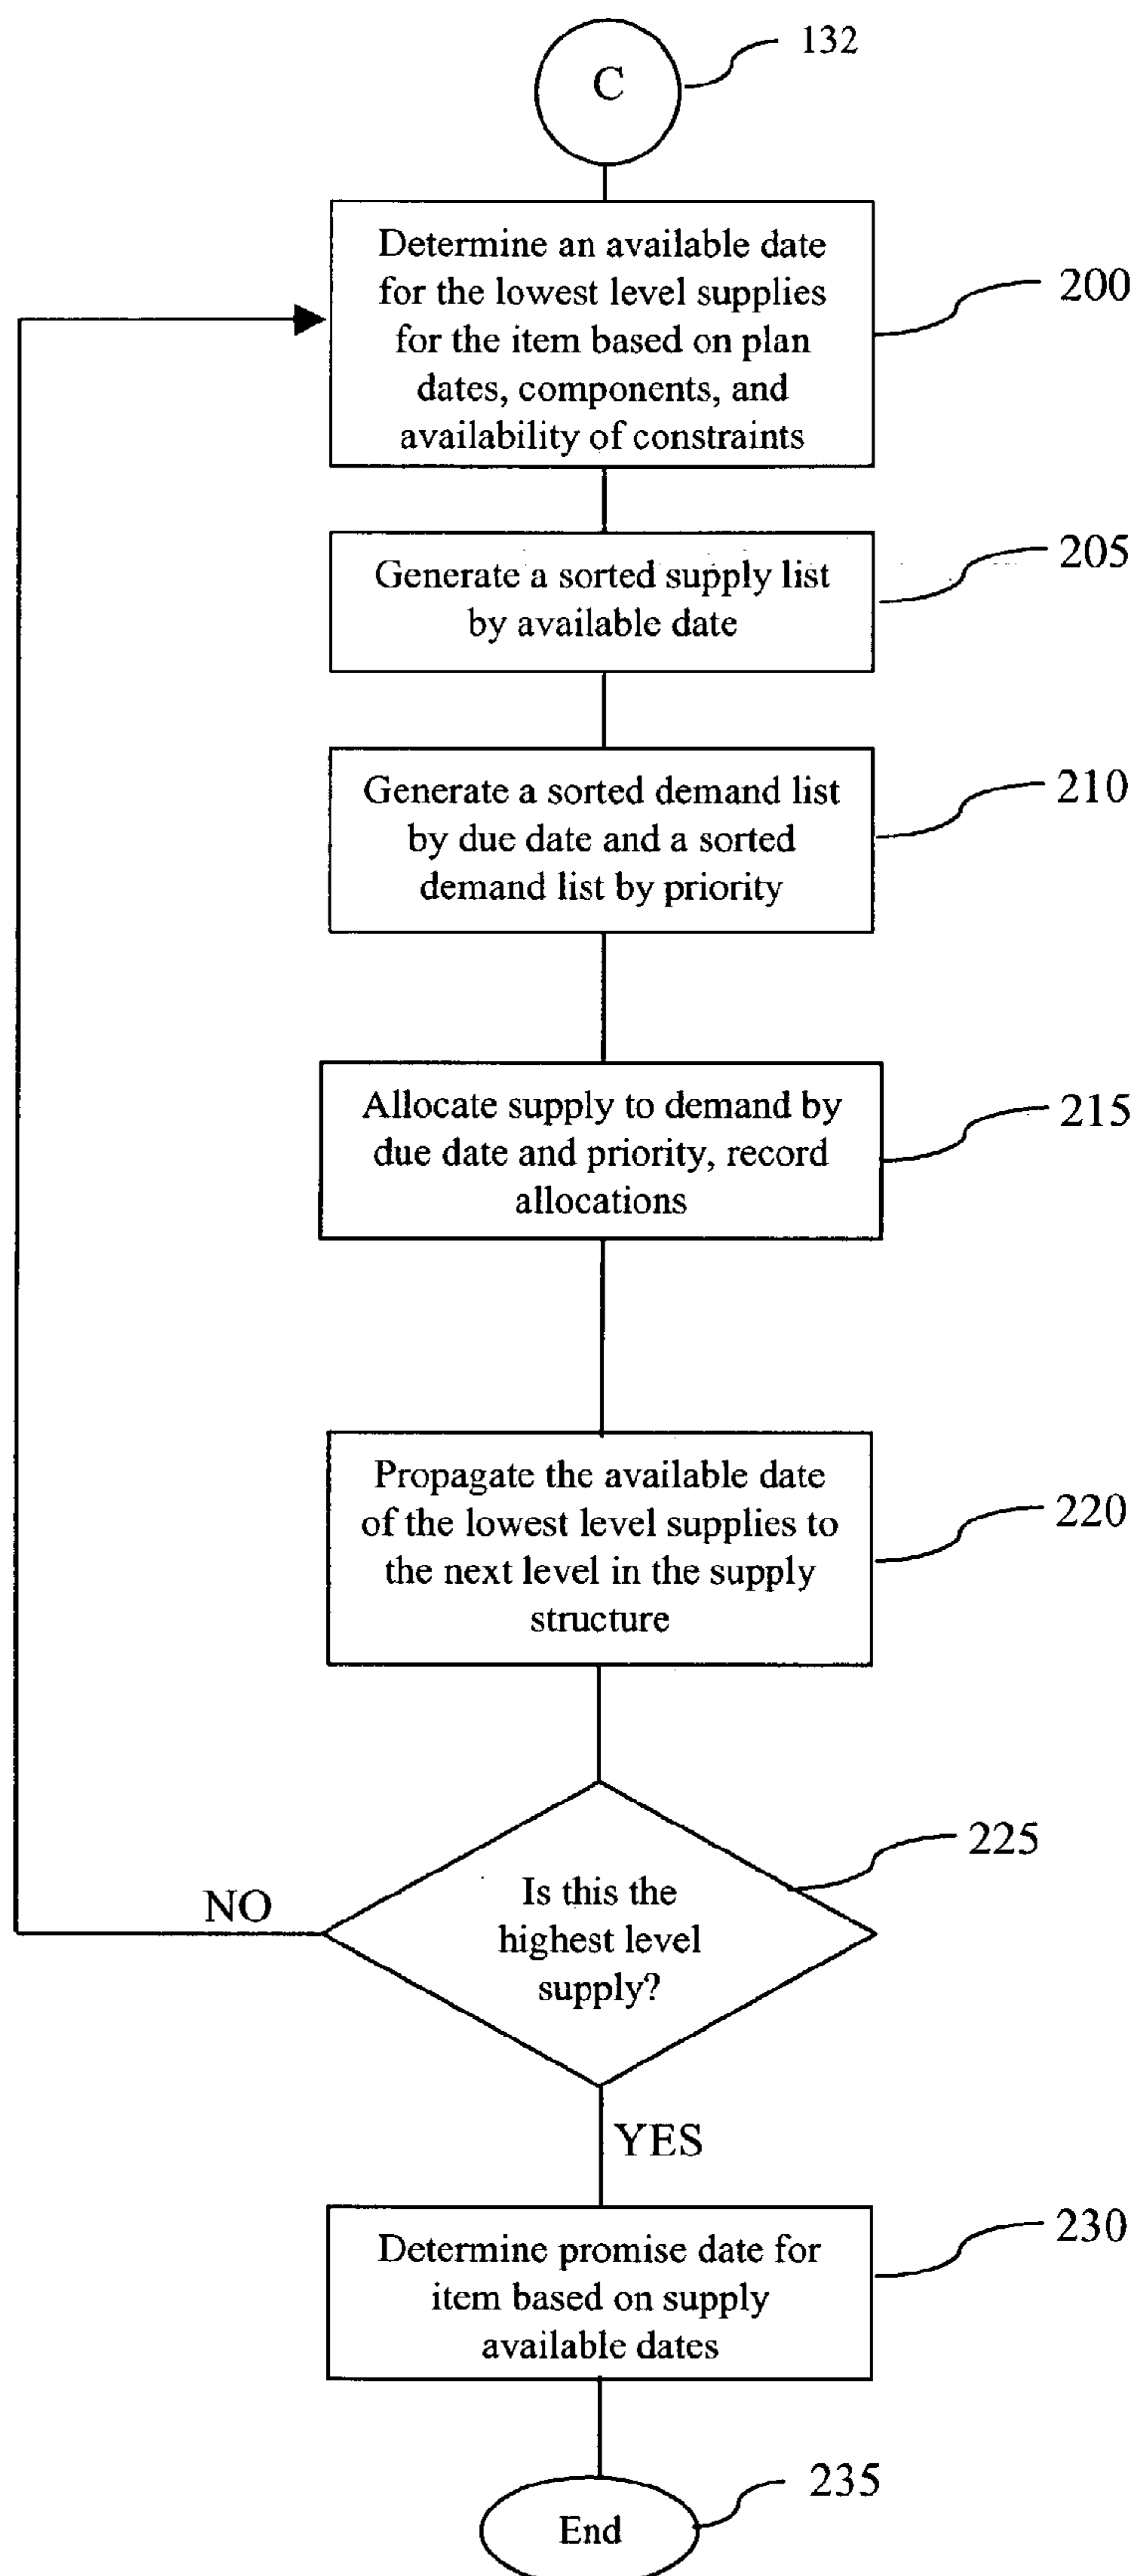 132
C
Determine an available date
for the lowest level supplies
for the item based on plan
dates, components, and
availability of constraints
200
Generate a sorted supply list
by available date
205
Generate a sorted demand list
by due date and a sorted
demand list by priority
210
Allocate supply to demand by
due date and priority, record
allocations
215
Propagate the available date
of the lowest level supplies to
the next level in the supply
structure
220
Is this the
highest level
supply?
225
NO
YES
Determine promise date for
item based on supply
available dates
230
End
235